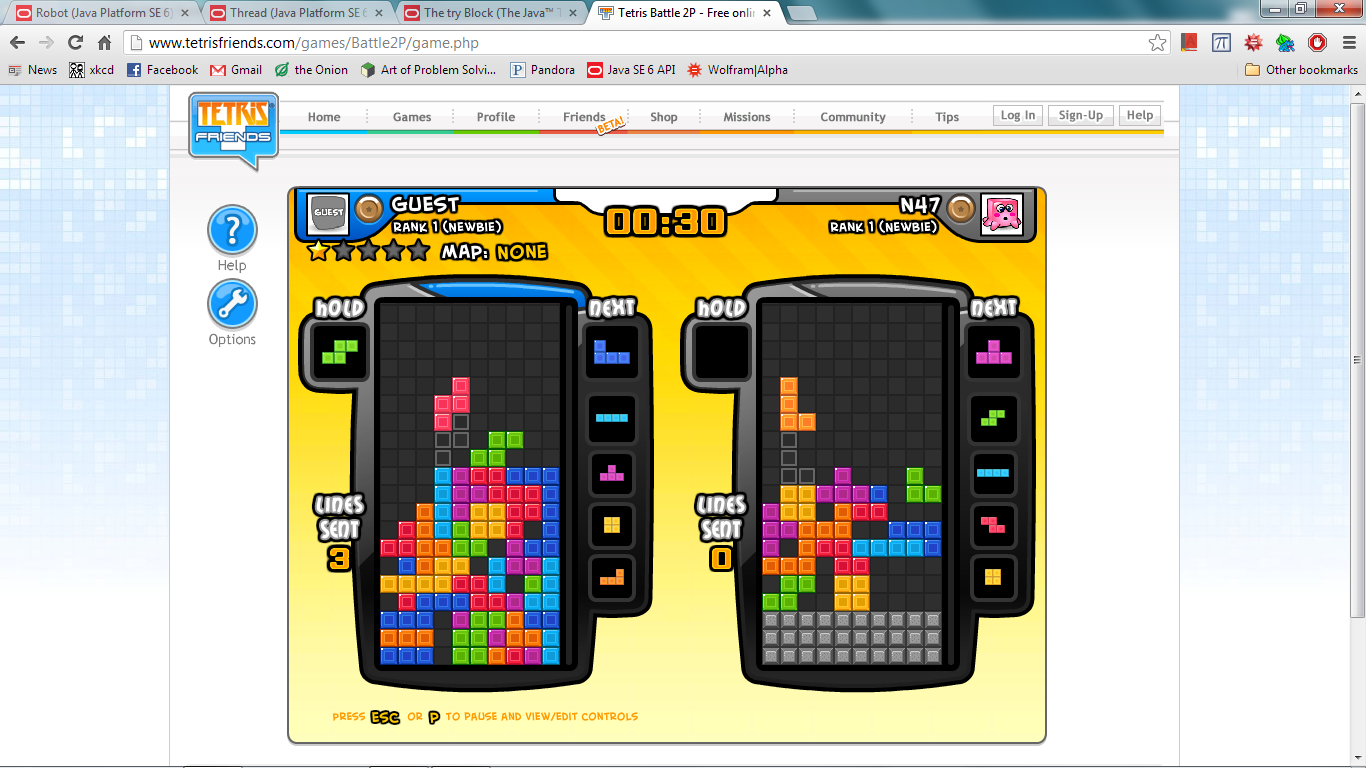 Robot (Java Platform SE 6)
Thread (Java Platform SE 6
The try Block (The Java™ T
Tetris Battle 2P - Free onli
www.tetrisfriends.com/games/Battle2P/game.php
News
xkcd
Facebook
Gmail
the Onion
Art of Problem Solvi...
Pandora
Java SE 6 API
Wolfram|Alpha
Other bookmarks
TETRIS
FRIENDS
Home
Games
Profile
Friends
BETA!
Shop
Missions
Community
Tips
Log In
Sign-Up
Help
Help
Options
GUEST
GUEST
RANK 1 (NEWBIE)
00:30
N47
RANK 1 (NEWBIE)
MAP: NONE
HOLD
NEXT
HOLD
NEXT
LINES
SENT
3
LINES
SENT
0
PRESS ESC OR P TO PAUSE AND VIEW/EDIT CONTROLS